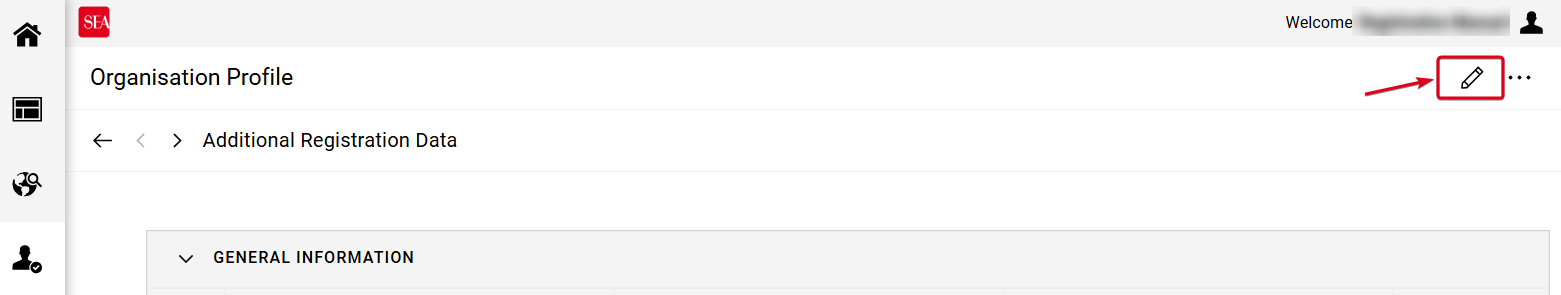 SEA
Welcome
Organisation Profile
Additional Registration Data
GENERAL INFORMATION